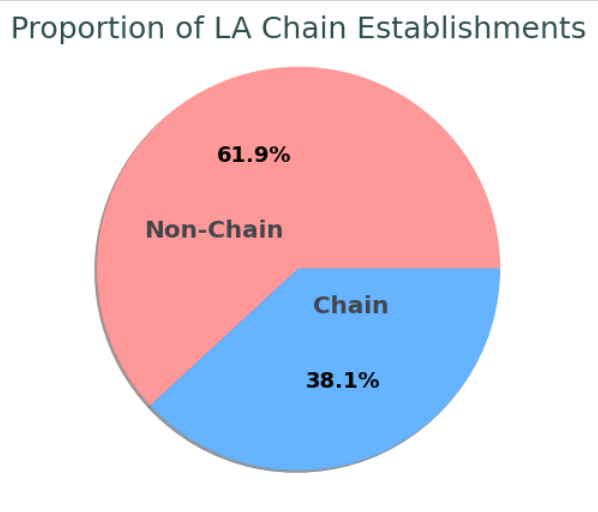 Proportion of LA Chain Establishments
61.9%
Non-Chain
Chain
38.1%